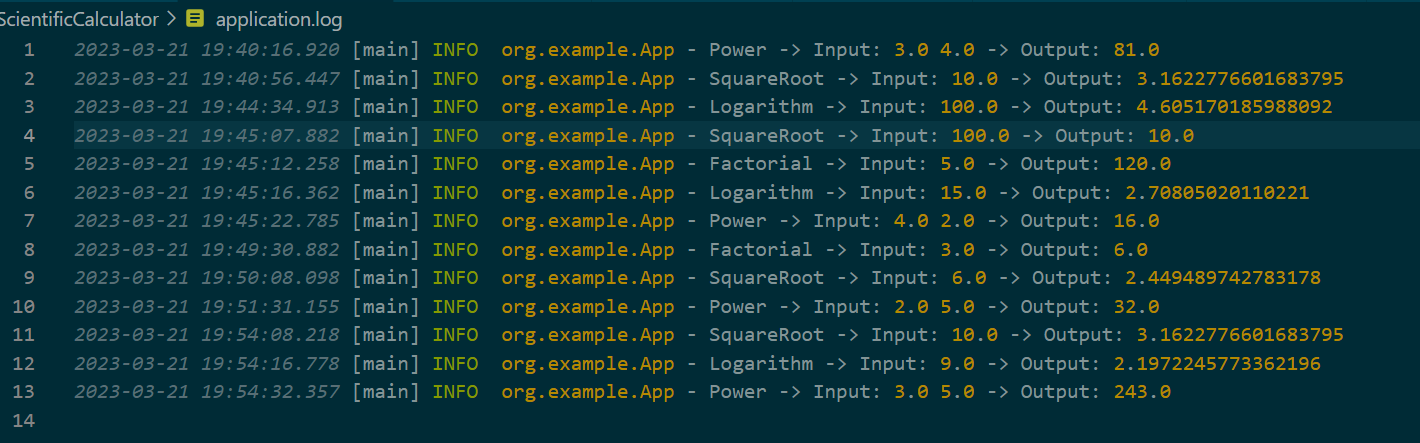 ScientificCalculator > application.log
1 2023-03-21 19:40:16.920 [main] INFO  org.example.App - Power -> Input: 3.0 4.0 -> Output: 81.0
2 2023-03-21 19:40:56.447 [main] INFO  org.example.App - SquareRoot -> Input: 10.0 -> Output: 3.1622776601683795
3 2023-03-21 19:44:34.913 [main] INFO  org.example.App - Logarithm -> Input: 100.0 -> Output: 4.605170185988092
4 2023-03-21 19:45:07.882 [main] INFO  org.example.App - SquareRoot -> Input: 100.0 -> Output: 10.0
5 2023-03-21 19:45:12.258 [main] INFO  org.example.App - Factorial -> Input: 5.0 -> Output: 120.0
6 2023-03-21 19:45:16.362 [main] INFO  org.example.App - Logarithm -> Input: 15.0 -> Output: 2.70805020110221
7 2023-03-21 19:45:22.785 [main] INFO  org.example.App - Power -> Input: 4.0 2.0 -> Output: 16.0
8 2023-03-21 19:49:30.882 [main] INFO  org.example.App - Factorial -> Input: 3.0 -> Output: 6.0
9 2023-03-21 19:50:08.098 [main] INFO  org.example.App - SquareRoot -> Input: 6.0 -> Output: 2.449489742783178
10 2023-03-21 19:51:31.155 [main] INFO  org.example.App - Power -> Input: 2.0 5.0 -> Output: 32.0
11 2023-03-21 19:54:08.218 [main] INFO  org.example.App - SquareRoot -> Input: 10.0 -> Output: 3.1622776601683795
12 2023-03-21 19:54:16.778 [main] INFO  org.example.App - Logarithm -> Input: 9.0 -> Output: 2.1972245773362196
13 2023-03-21 19:54:32.357 [main] INFO  org.example.App - Power -> Input: 3.0 5.0 -> Output: 243.0
14